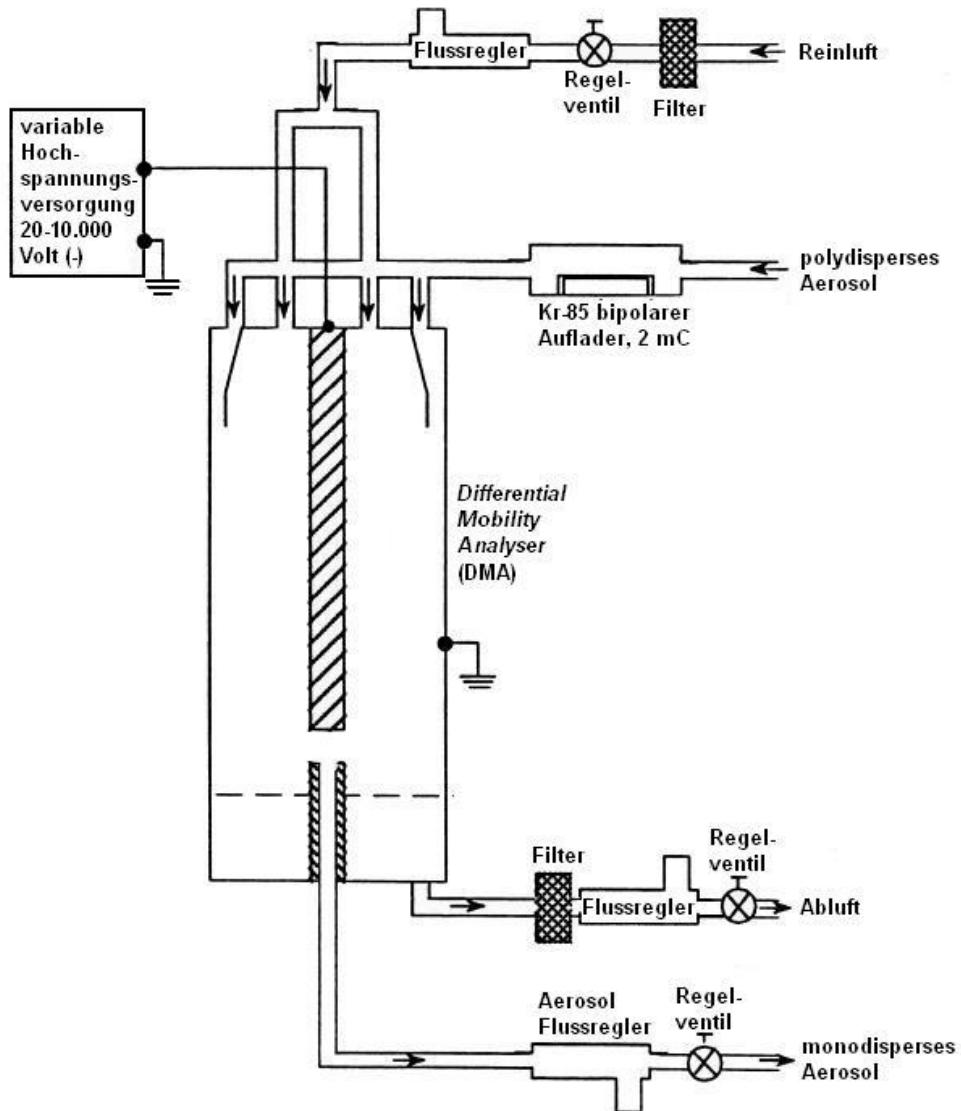 Flussregler
Regel-
ventil
Filter
Reinluft
variable
Hoch-
spannungs-
versorgung
20-10.000
Volt (-)
polydisperses
Aerosol
Kr-85 bipolarer
Auflader, 2 mC
Differential
Mobility
Analyser
(DMA)
Filter
Flussregler
Regel-
ventil
Abluft
Aerosol
Flussregler
Regel-
ventil
monodisperses
Aerosol